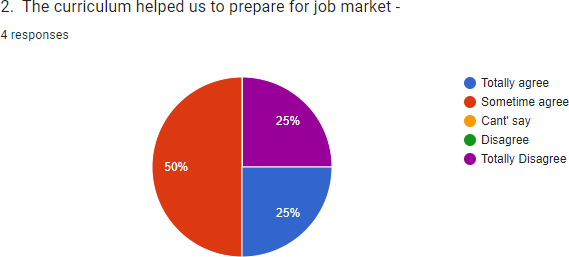 2. The curriculum helped us to prepare for job market -
4 responses
25%
50%
25%
Totally agree
Sometime agree
Cant' say
Disagree
Totally Disagree